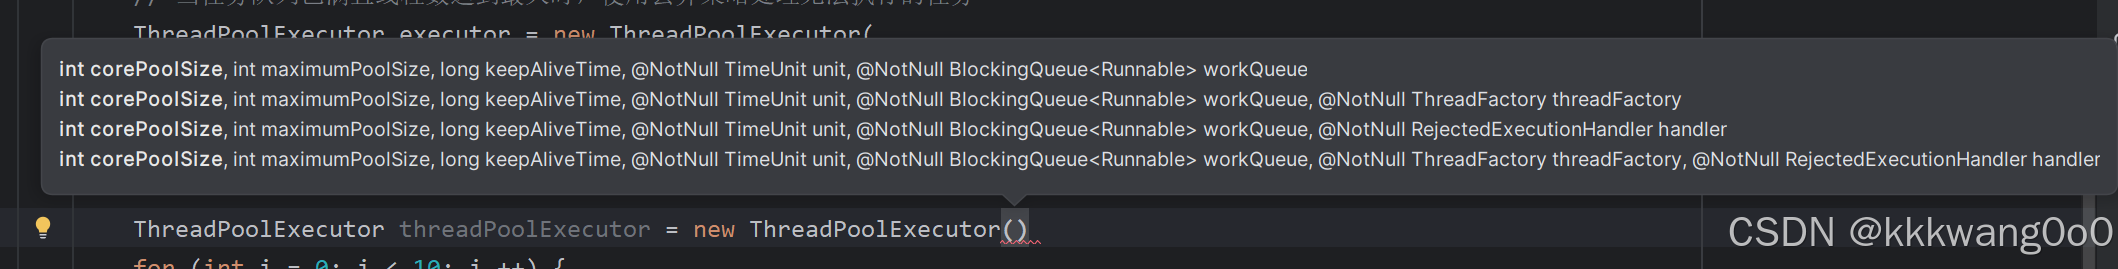 ThreadPoolExecutor executor = new ThreadPoolExecutor(
int corePoolSize, int maximumPoolSize, long keepAliveTime, @NotNull TimeUnit unit, @NotNull BlockingQueue<Runnable> workQueue
int corePoolSize, int maximumPoolSize, long keepAliveTime, @NotNull TimeUnit unit, @NotNull BlockingQueue<Runnable> workQueue, @NotNull ThreadFactory threadFactory
int corePoolSize, int maximumPoolSize, long keepAliveTime, @NotNull TimeUnit unit, @NotNull BlockingQueue<Runnable> workQueue, @NotNull RejectedExecutionHandler handler
int corePoolSize, int maximumPoolSize, long keepAliveTime, @NotNull TimeUnit unit, @NotNull BlockingQueue<Runnable> workQueue, @NotNull ThreadFactory threadFactory, @NotNull RejectedExecutionHandler handler
ThreadPoolExecutor threadPoolExecutor = new ThreadPoolExecutor()
CSDN @kkkwang0o0
for (int i = 0; i < 10; i ++) {